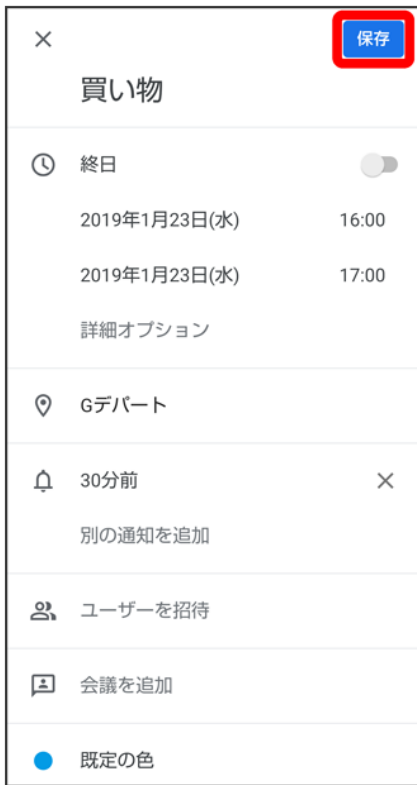 保存
買い物
終日
2019年1月23日(水) 16:00
2019年1月23日(水) 17:00
詳細オプション
Gデパート
30分前
別の通知を追加
ユーザーを招待
会議を追加
既定の色